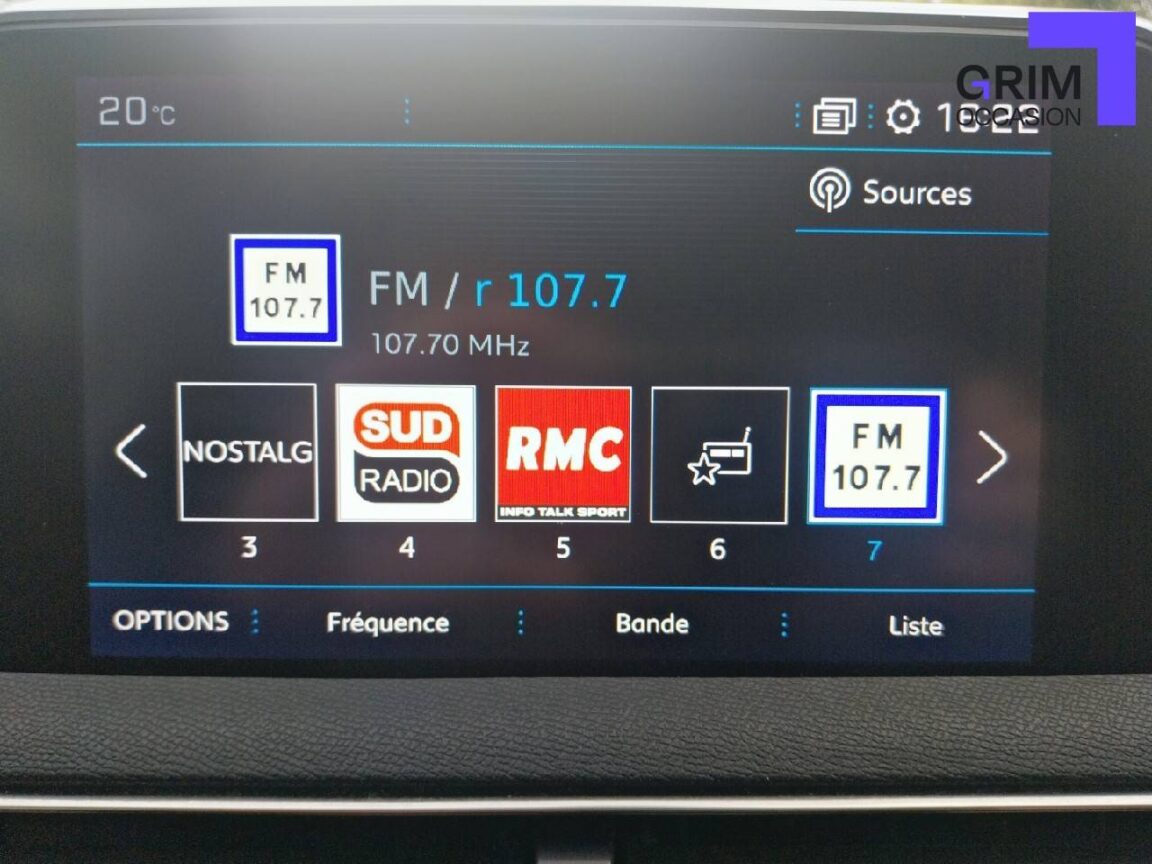 20°C
GRIM
OCCASION
Sources
FM
107.7
FM / r 107.7
107.70 MHz
NOSTALG
SUD
RADIO
RMC
INFO TALK SPORT
FM
107.7
3
4
5
6
7
OPTIONS
Fréquence
Bande
Liste